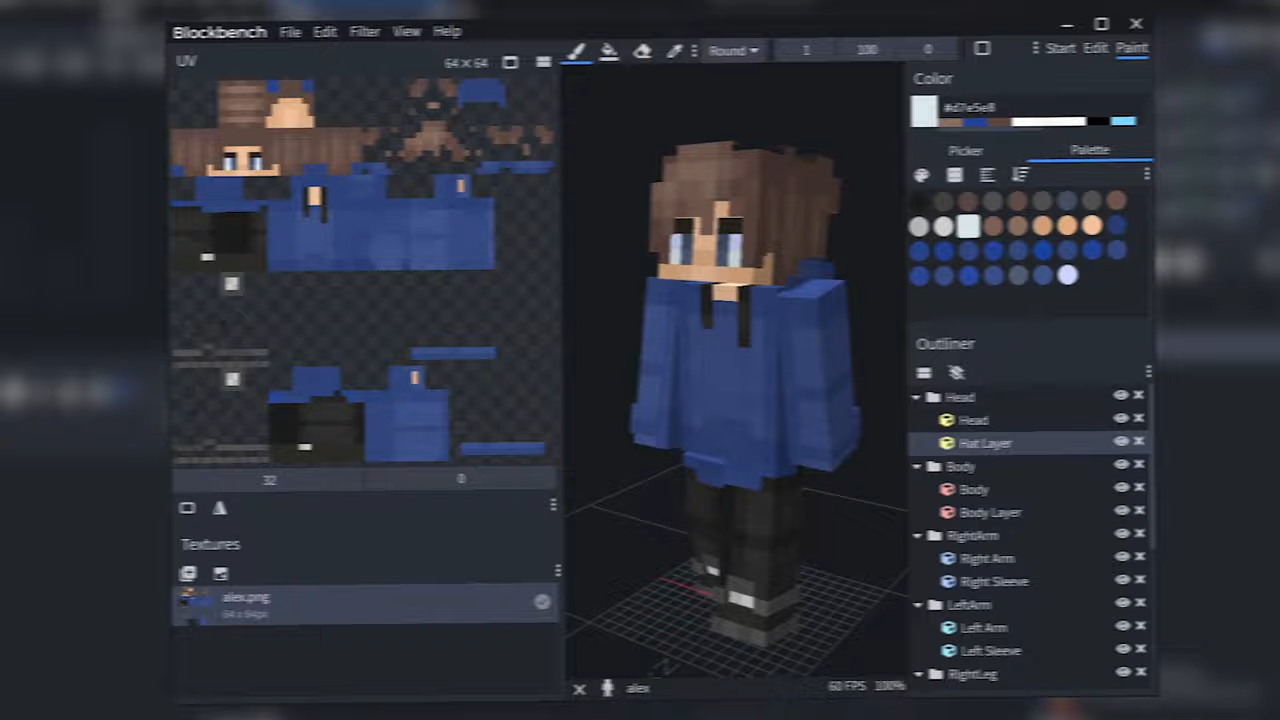 Blockbench File Edit Filter View Help
UV 64 x 64
Round 1 100 0
Start Edit Paint
Color
#d7e5e8
Picker Palette
32 0
Textures
alex.png
64 x 64px
Outliner
Head
Head
Hat Layer
Body
Body
Body Layer
RightArm
Right Arm
Right Sleeve
LeftArm
Left Arm
Left Sleeve
RightLeg
alex 60 FPS 100%